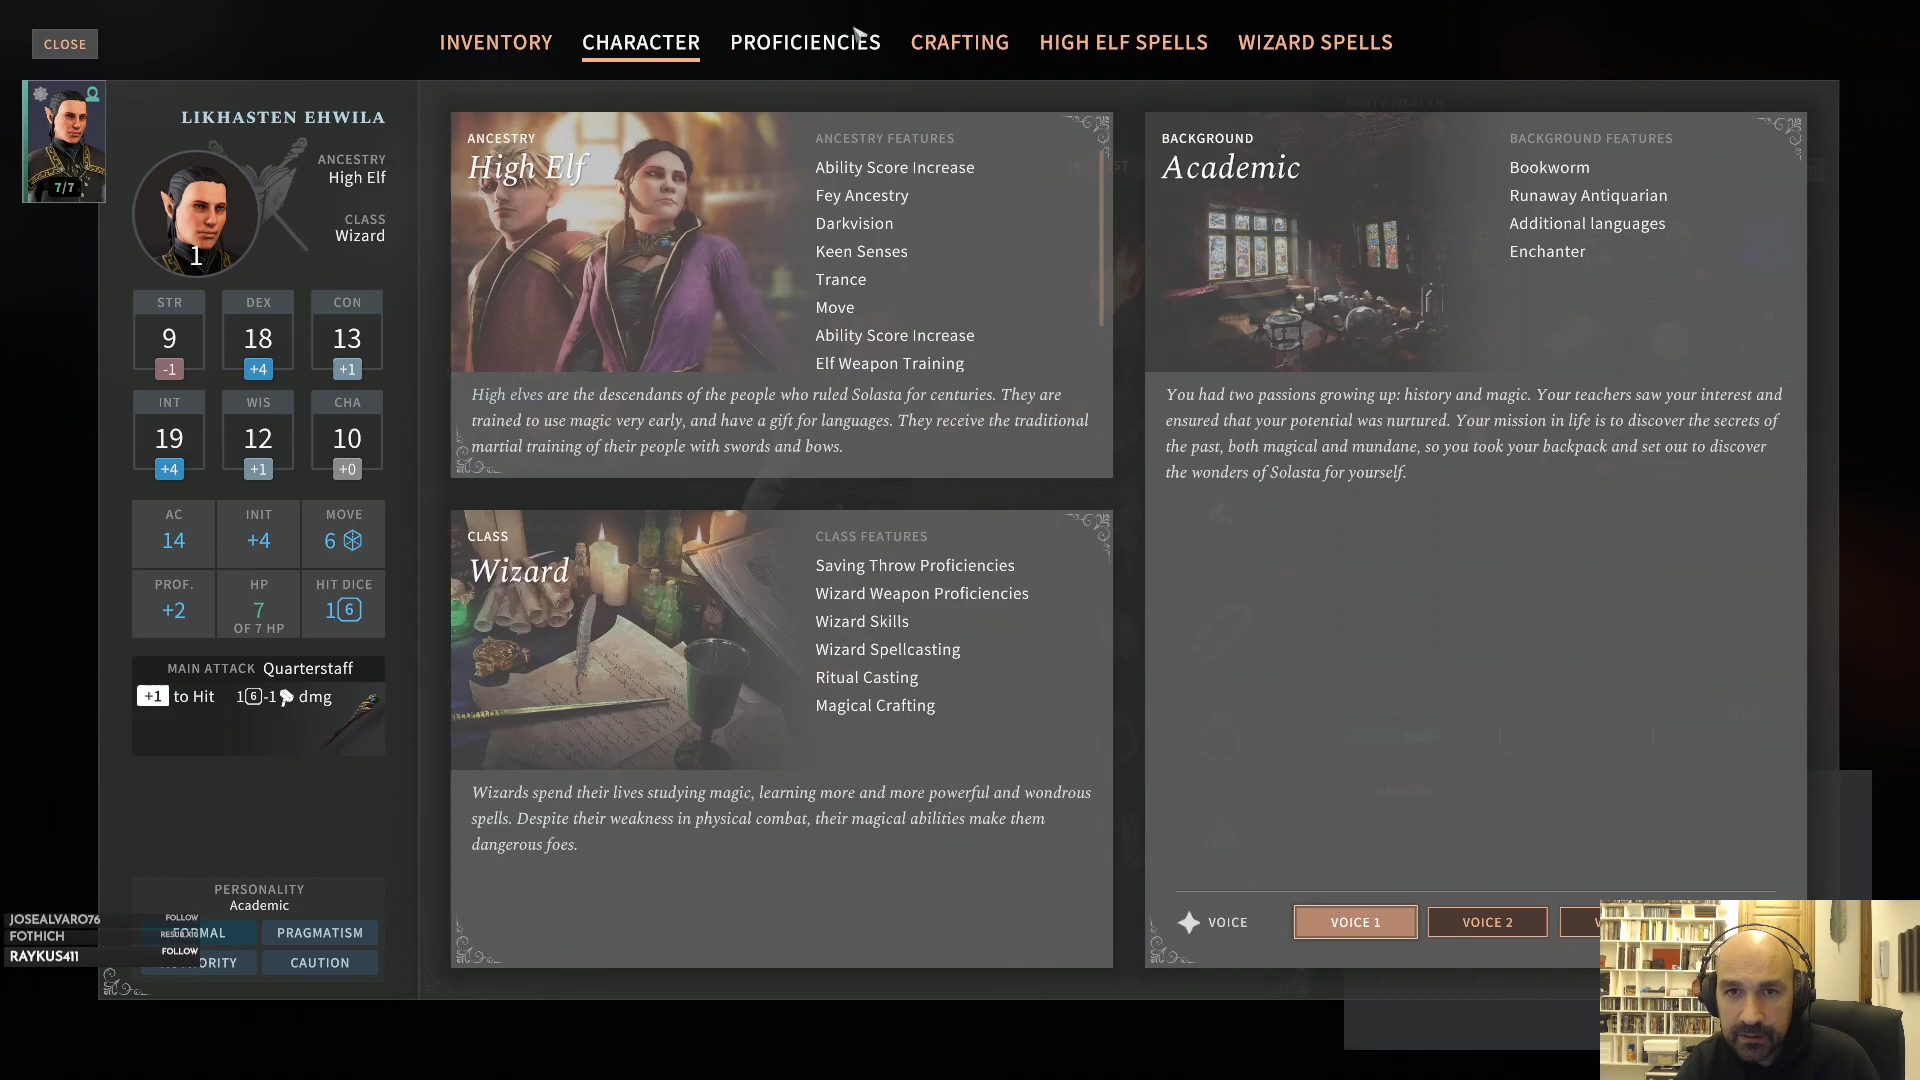 CLOSE
INVENTORY
CHARACTER
PROFICIENCIES
CRAFTING
HIGH ELF SPELLS
WIZARD SPELLS
7/7
LIKHASTEN EHWILA
ANCESTRY
High Elf
CLASS
Wizard
1
STR
DEX
CON
9
18
13
-1
+4
+1
INT
WIS
CHA
19
12
10
+4
+1
+0
AC
INIT
MOVE
14
+4
6
PROF.
HP
HIT DICE
+2
7
1 6
OF 7 HP
MAIN ATTACK Quarterstaff
+1 to Hit 1 6 -1 dmg
PERSONALITY
Academic
PRAGMATISM
CAUTION
JOSEALVARO76 FOLLOW
FOTHICH
RAYKUS411 FOLLOW
ANCESTRY
High Elf
ANCESTRY FEATURES
Ability Score Increase
Fey Ancestry
Darkvision
Keen Senses
Trance
Move
Ability Score Increase
Elf Weapon Training
High elves are the descendants of the people who ruled Solasta for centuries. They are
trained to use magic very early, and have a gift for languages. They receive the traditional
martial training of their people with swords and bows.
CLASS
Wizard
CLASS FEATURES
Saving Throw Proficiencies
Wizard Weapon Proficiencies
Wizard Skills
Wizard Spellcasting
Ritual Casting
Magical Crafting
Wizards spend their lives studying magic, learning more and more powerful and wondrous
spells. Despite their weakness in physical combat, their magical abilities make them
dangerous foes.
BACKGROUND
Academic
BACKGROUND FEATURES
Bookworm
Runaway Antiquarian
Additional languages
Enchanter
You had two passions growing up: history and magic. Your teachers saw your interest and
ensured that your potential was nurtured. Your mission in life is to discover the secrets of
the past, both magical and mundane, so you took your backpack and set out to discover
the wonders of Solasta for yourself.
PARTY WEALTH
GROUND
VOICE
VOICE 1
VOICE 2